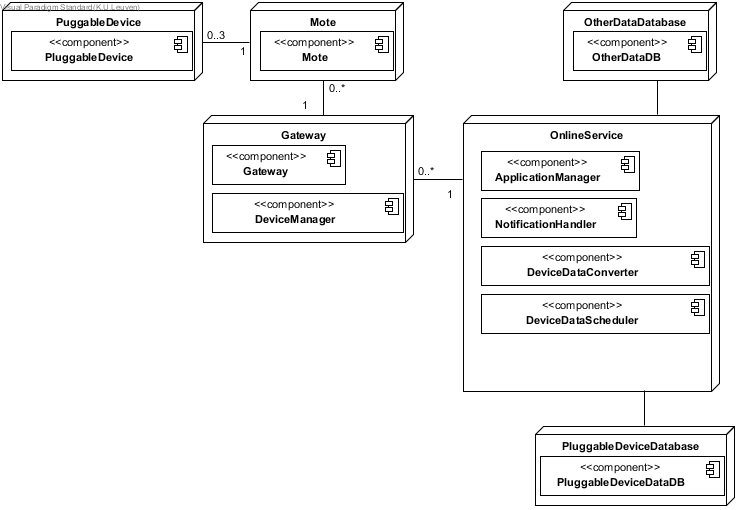 Visual Paradigm Standard(K.U.Leuven)
PuggableDevice
<<component>>
PluggableDevice
0..3
1
Mote
<<component>>
Mote
0..*
1
OtherDataDatabase
<<component>>
OtherDataDB
Gateway
<<component>>
Gateway
<<component>>
DeviceManager
0..*
1
OnlineService
<<component>>
ApplicationManager
<<component>>
NotificationHandler
<<component>>
DeviceDataConverter
<<component>>
DeviceDataScheduler
PluggableDeviceDatabase
<<component>>
PluggableDeviceDataDB